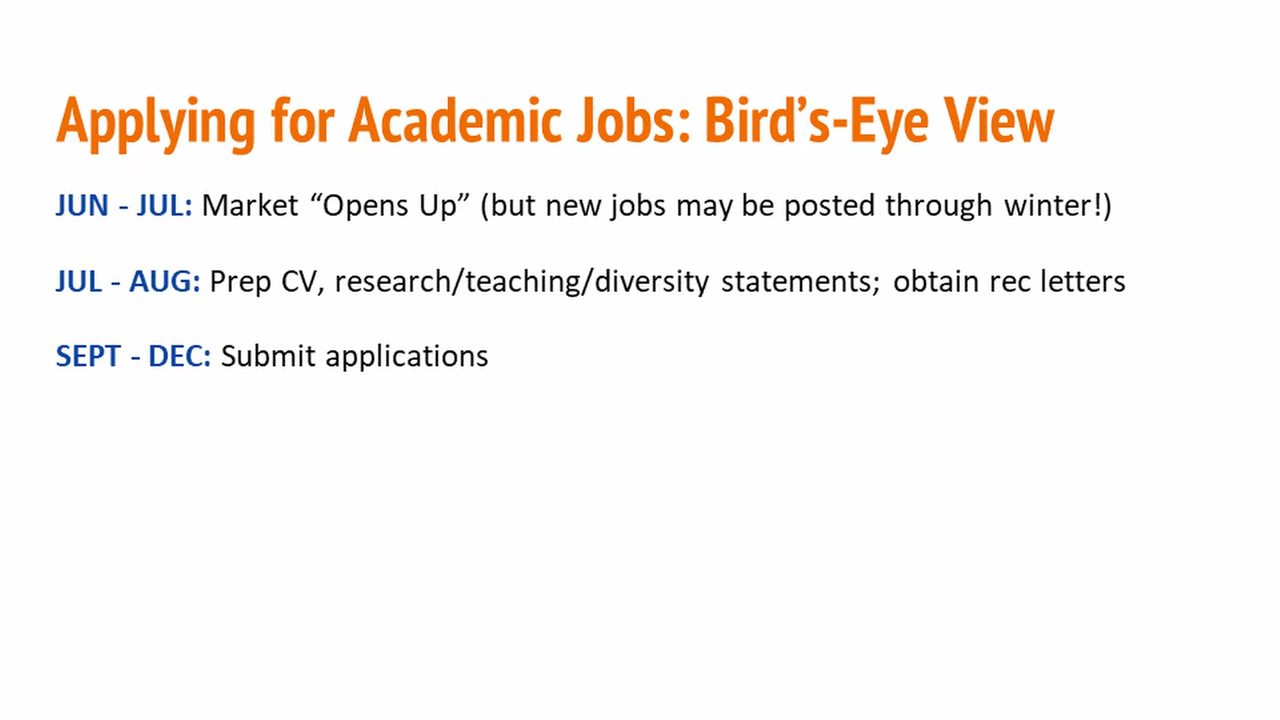 Applying for Academic Jobs: Bird’s-Eye View
JUN - JUL: Market “Opens Up” (but new jobs may be posted through winter!)
JUL - AUG: Prep CV, research/teaching/diversity statements; obtain rec letters
SEPT - DEC: Submit applications